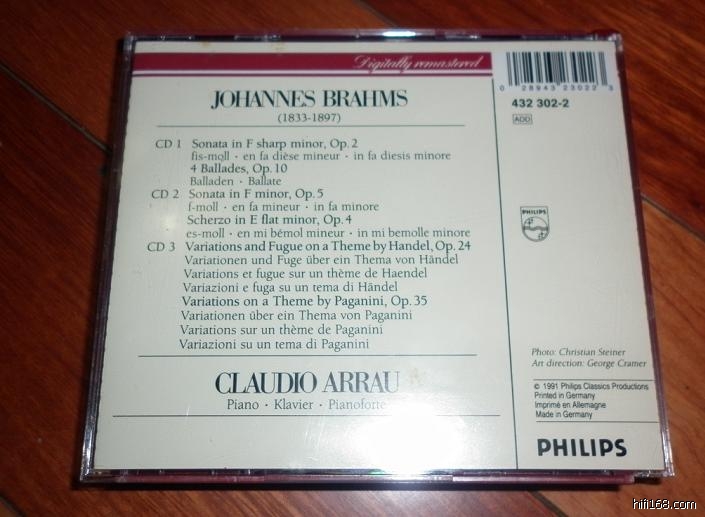 Digitally remastered
JOHANNES BRAHMS
(1833-1897)
CD 1 Sonata in F sharp minor, Op. 2
fis-moll · en fa dièse mineur · in fa diesis minore
4 Ballades, Op. 10
Balladen · Ballate
CD 2 Sonata in F minor, Op. 5
f-moll · en fa mineur · in fa minore
Scherzo in E flat minor, Op. 4
es-moll · en mi bémol mineur · in mi bemolle minore
CD 3 Variations and Fugue on a Theme by Handel, Op. 24
Variationen und Fuge über ein Thema von Händel
Variations et fugue sur un thème de Haendel
Variazioni e fuga su un tema di Händel
Variations on a Theme by Paganini, Op. 35
Variationen über ein Thema von Paganini
Variations sur un thème de Paganini
Variazioni su un tema di Paganini
CLAUDIO ARRAU
Piano · Klavier · Pianoforte
0 28943 23022 3
432 302-2
ADD
PHILIPS
Photo: Christian Steiner
Art direction: George Cramer
© 1991 Philips Classics Productions
Printed in Germany
Imprimé en Allemagne
Made in Germany
PHILIPS
hifi168.com